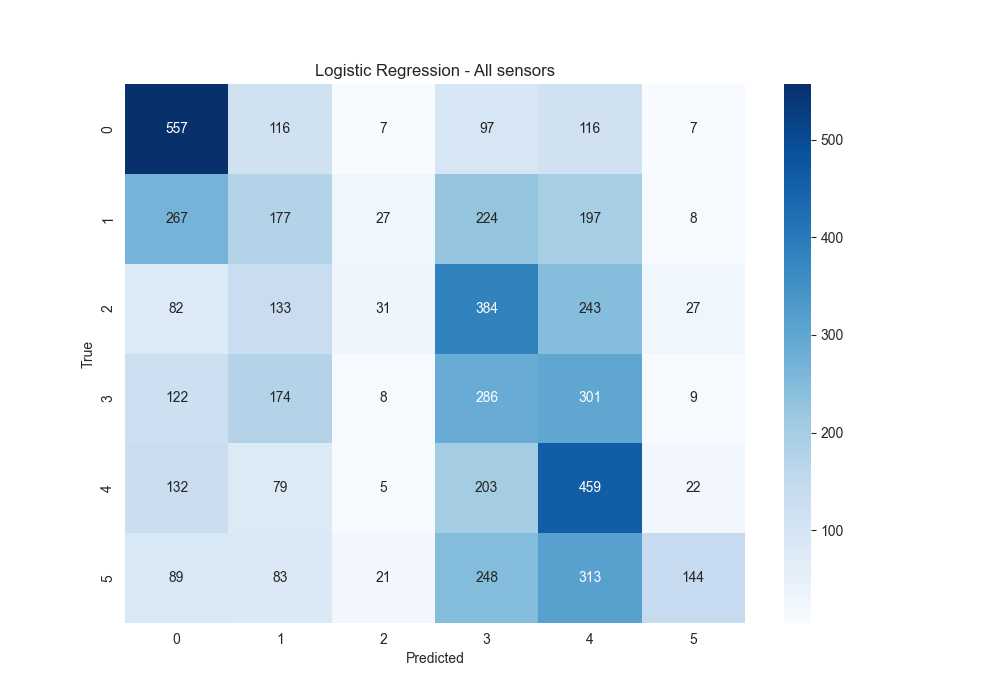 Logistic Regression - All sensors
0 557 116 7 97 116 7
1 267 177 27 224 197 8
2 82 133 31 384 243 27
3 122 174 8 286 301 9
4 132 79 5 203 459 22
5 89 83 21 248 313 144
True
0 1 2 3 4 5
Predicted
500
400
300
200
100